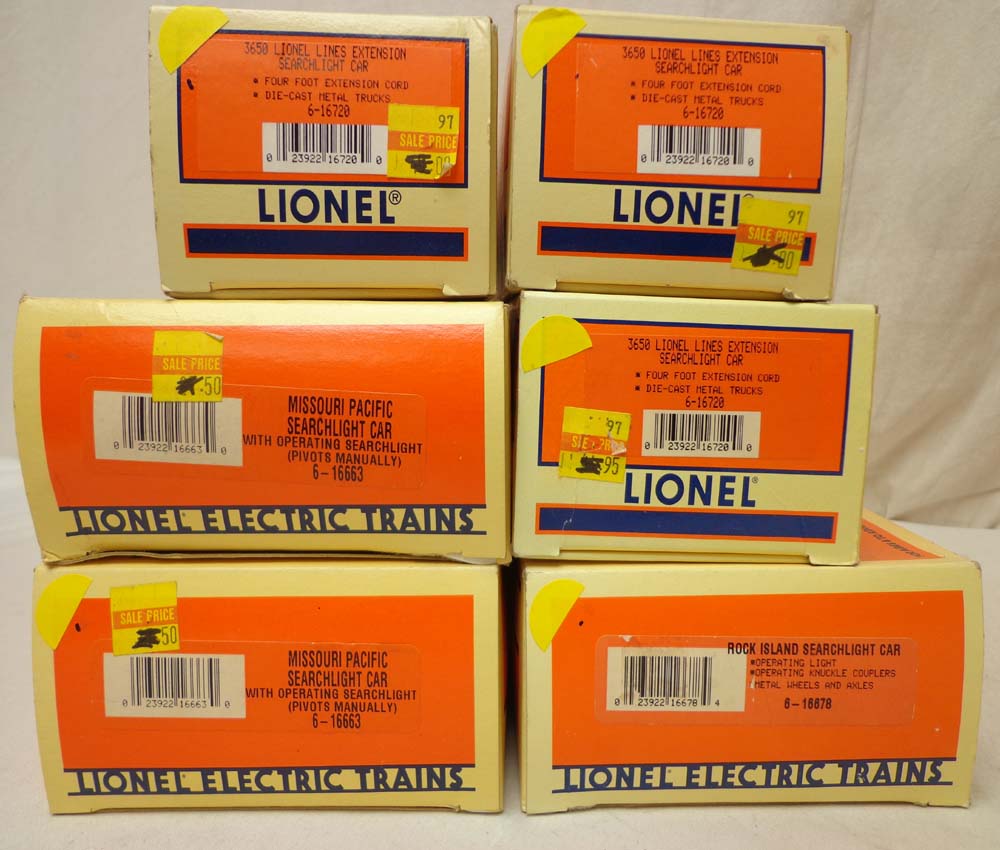 3650 LIONEL LINES EXTENSION
SEARCHLIGHT CAR
* FOUR FOOT EXTENSION CORD
* DIE-CAST METAL TRUCKS
6-16720
0 23922 16720 0
97
SALE PRICE
LIONEL®
3650 LIONEL LINES EXTENSION
SEARCHLIGHT CAR
* FOUR FOOT EXTENSION CORD
* DIE-CAST METAL TRUCKS
6-16720
0 23922 16720 0
LIONEL
97
SALE PRICE
SALE PRICE
.50
0 23922 16663 0
MISSOURI PACIFIC
SEARCHLIGHT CAR
WITH OPERATING SEARCHLIGHT
(PIVOTS MANUALLY)
6-16663
LIONEL ELECTRIC TRAINS
3650 LIONEL LINES EXTENSION
SEARCHLIGHT CAR
* FOUR FOOT EXTENSION CORD
* DIE-CAST METAL TRUCKS
6-16720
0 23922 16720 0
97
95
LIONEL®
SALE PRICE
50
0 23922 16663 0
MISSOURI PACIFIC
SEARCHLIGHT CAR
WITH OPERATING SEARCHLIGHT
(PIVOTS MANUALLY)
6-16663
LIONEL ELECTRIC TRAINS
ROCK ISLAND SEARCHLIGHT CAR
*OPERATING LIGHT
*OPERATING KNUCKLE COUPLERS
METAL WHEELS AND AXLES
6-16678
0 23922 16678 4
LIONEL ELECTRIC TRAINS